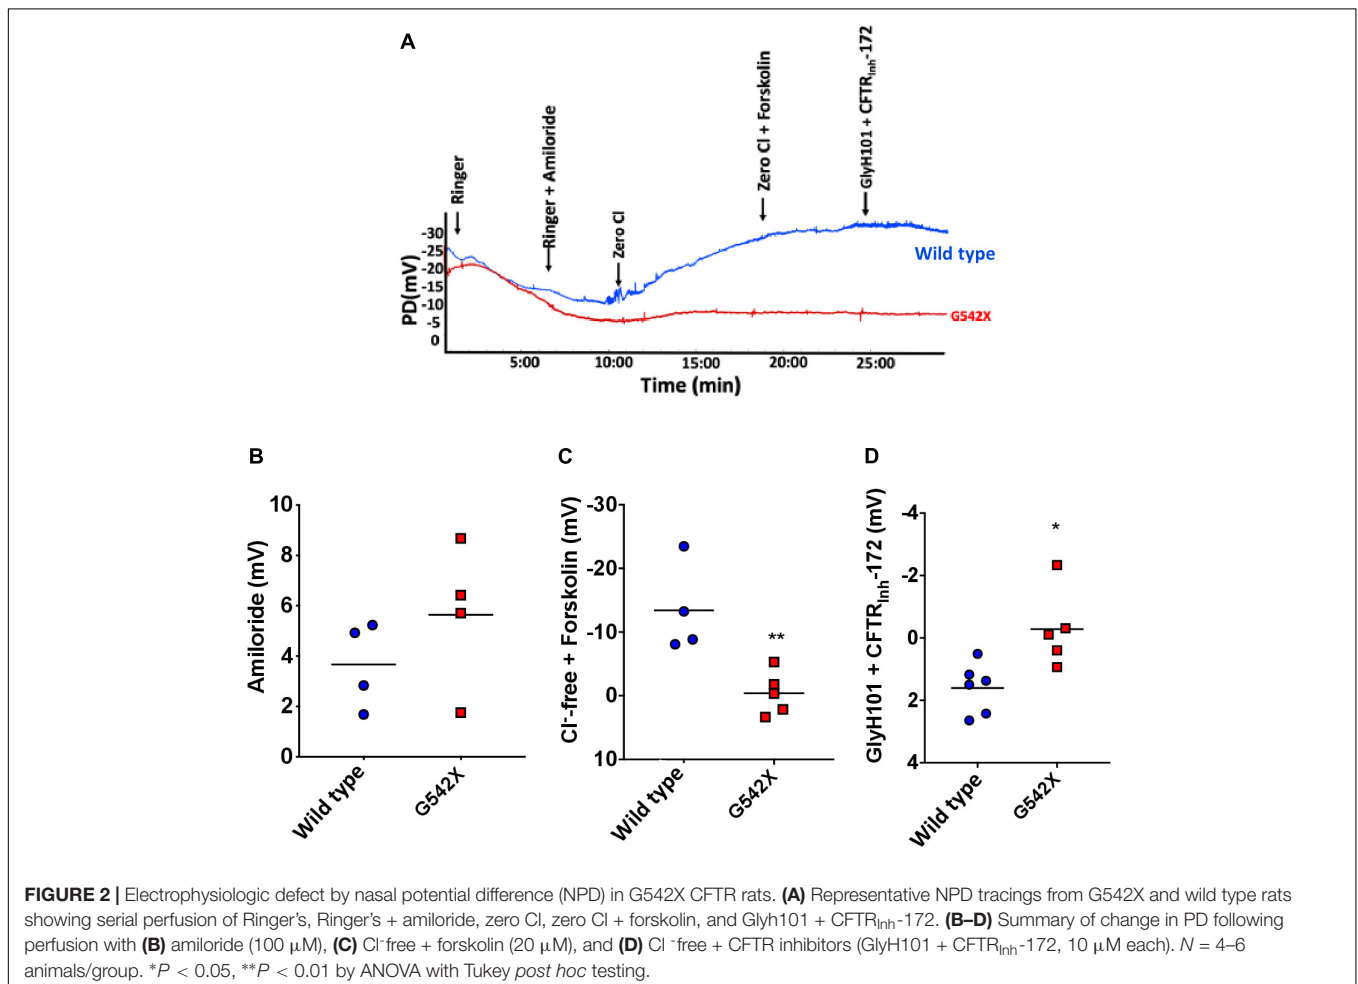 A
Ringer
Ringer + Amiloride
Zero Cl
Zero Cl + Forskolin
GlyH101 + CFTRInh-172
PD(mV)
-30
-25
-20
-15
-10
-5
0
Wild type
G542X
5:00 10:00 15:00 20:00 25:00
Time (min)
B
Amiloride (mV)
10
8
6
4
2
0
Wild type
G542X
C
Cl⁻-free + Forskolin (mV)
-30
-20
-10
0
10
**
Wild type
G542X
D
GlyH101 + CFTRInh-172 (mV)
-4
-2
0
2
4
*
Wild type
G542X
FIGURE 2 | Electrophysiologic defect by nasal potential difference (NPD) in G542X CFTR rats. (A) Representative NPD tracings from G542X and wild type rats
showing serial perfusion of Ringer's, Ringer's + amiloride, zero Cl, zero Cl + forskolin, and Glyh101 + CFTRInh-172. (B–D) Summary of change in PD following
perfusion with (B) amiloride (100 μM), (C) Cl⁻free + forskolin (20 μM), and (D) Cl ⁻free + CFTR inhibitors (GlyH101 + CFTRInh-172, 10 μM each). N = 4–6
animals/group. *P < 0.05, **P < 0.01 by ANOVA with Tukey post hoc testing.